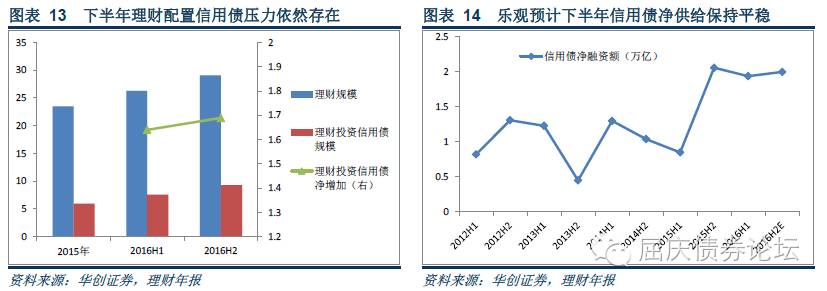 图表 13 下半年理财配置信用债压力依然存在
35
30
25
20
15
10
5
0
2
1.9
1.8
1.7
1.6
1.5
1.4
1.3
1.2
2015年
2016H1
2016H2
理财规模
理财投资信用债
规模
理财投资信用债
净增加（右）
资料来源：华创证券，理财年报
图表 14 乐观预计下半年信用债净供给保持平稳
2.5
2
1.5
1
0.5
0
信用债净融资额（万亿）
2012H1
2012H2
2013H1
2013H2
2014H1
2014H2
2015H1
2015H2
2016H1
2016H2E
资料来源：华创证券，理财年报
屈庆债券论坛